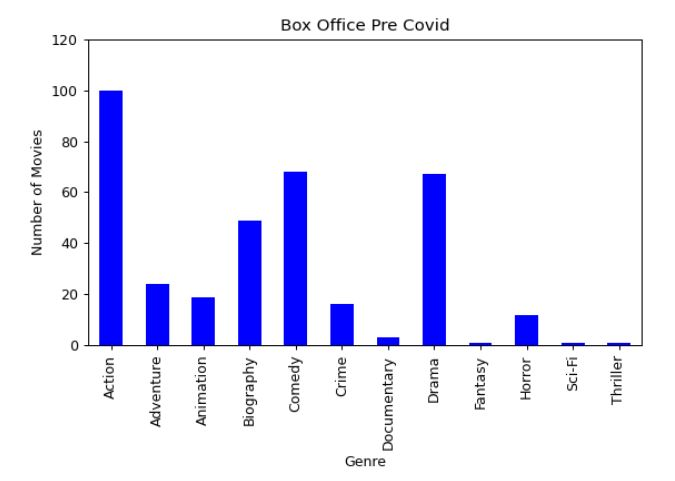 Box Office Pre Covid
120
100
80
60
40
20
0
Number of Movies
Action
Adventure
Animation
Biography
Comedy
Crime
Documentary
Drama
Fantasy
Horror
Sci-Fi
Thriller
Genre